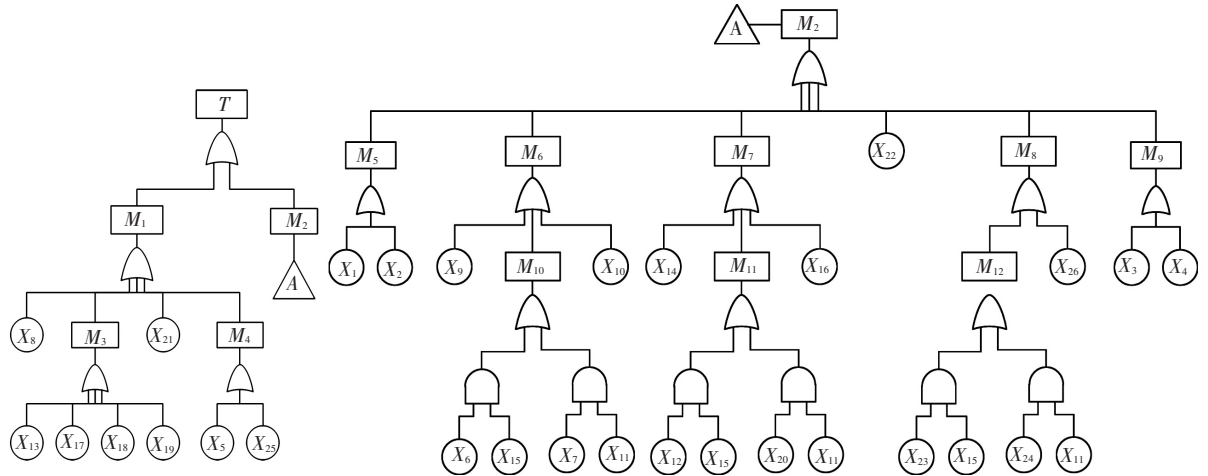 A M₂
T
M₅ M₆ M₇ X₂₂ M₈ M₉
M₁ M₂
X₁ X₂ X₉ M₁₀ X₁₀ X₁₄ M₁₁ X₁₆ M₁₂ X₂₆ X₃ X₄
A
X₈ M₃ X₂₁ M₄
X₁₃ X₁₇ X₁₈ X₁₉ X₅ X₂₅ X₆ X₁₅ X₇ X₁₁ X₁₂ X₁₅ X₂₀ X₁₁ X₂₃ X₁₅ X₂₄ X₁₁